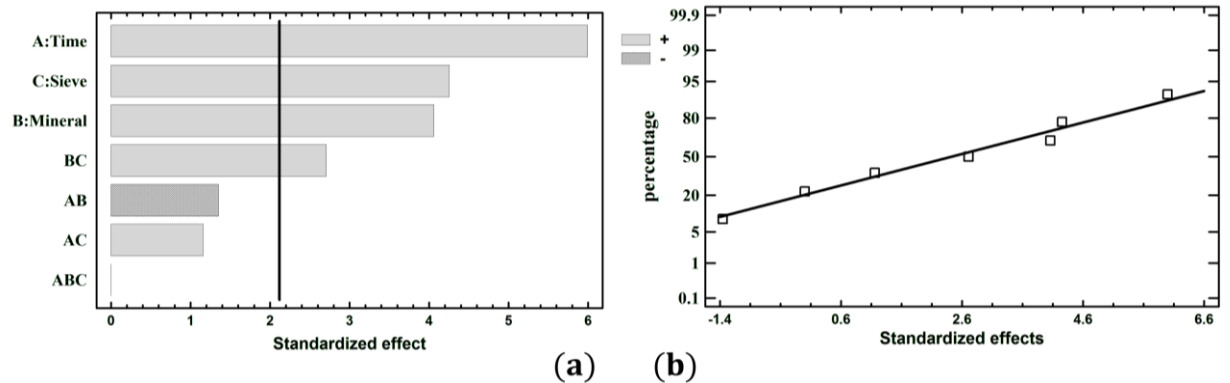 A:Time
C:Sieve
B:Mineral
BC
AB
AC
ABC
0 1 2 3 4 5 6
Standardized effect
+
-
(a)
percentage
99.9
99
95
80
50
20
5
1
0.1
-1.4 0.6 2.6 4.6 6.6
Standardized effects
(b)